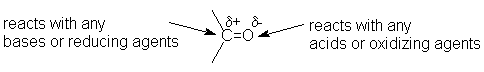 reacts with any
bases or reducing agents
δ+ δ-
C=O
reacts with any
acids or oxidizing agents